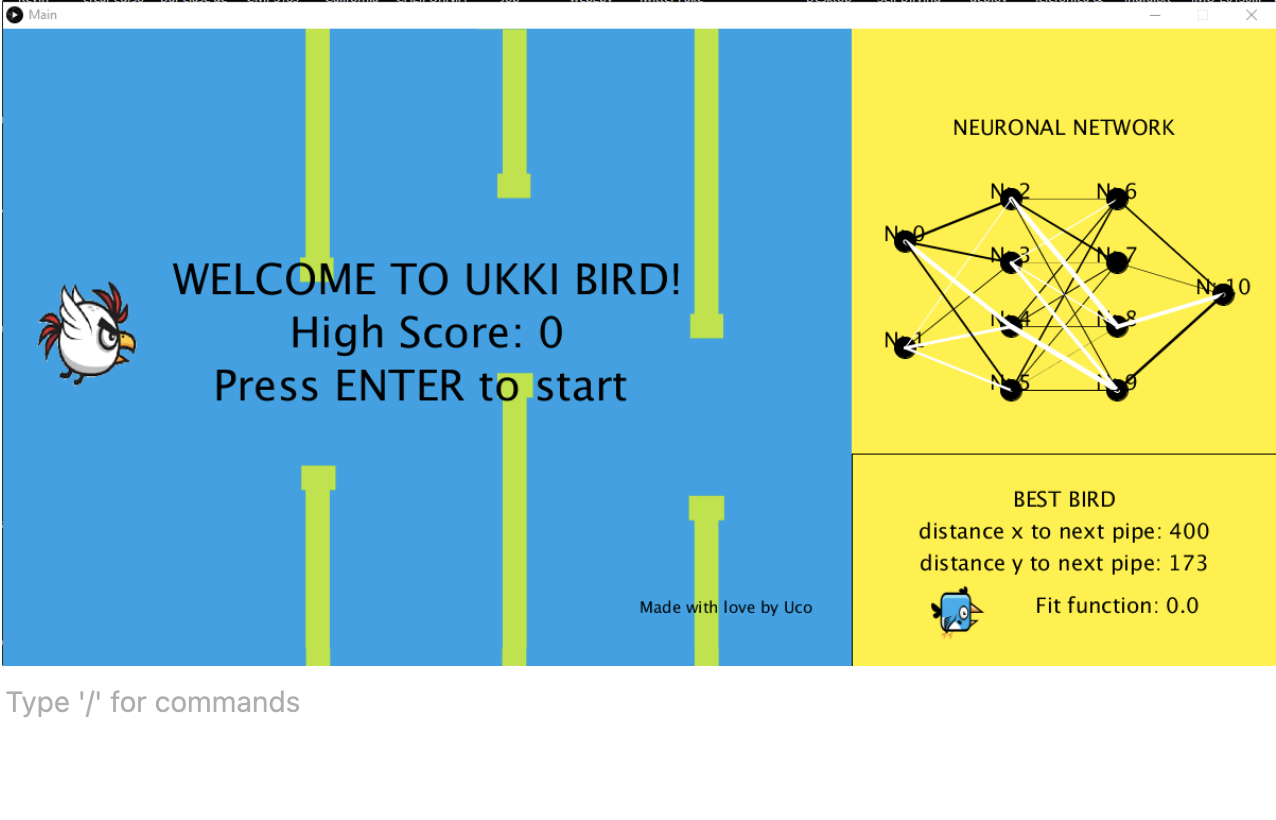 Main
WELCOME TO UKKI BIRD!
High Score: 0
Press ENTER to start
Made with love by Uco
NEURONAL NETWORK
N: 2
N: 6
N: 0
N: 3
N: 7
N: 10
N: 4
N: 8
N: 1
N: 5
N: 9
BEST BIRD
distance x to next pipe: 400
distance y to next pipe: 173
Fit function: 0.0
Type '/' for commands